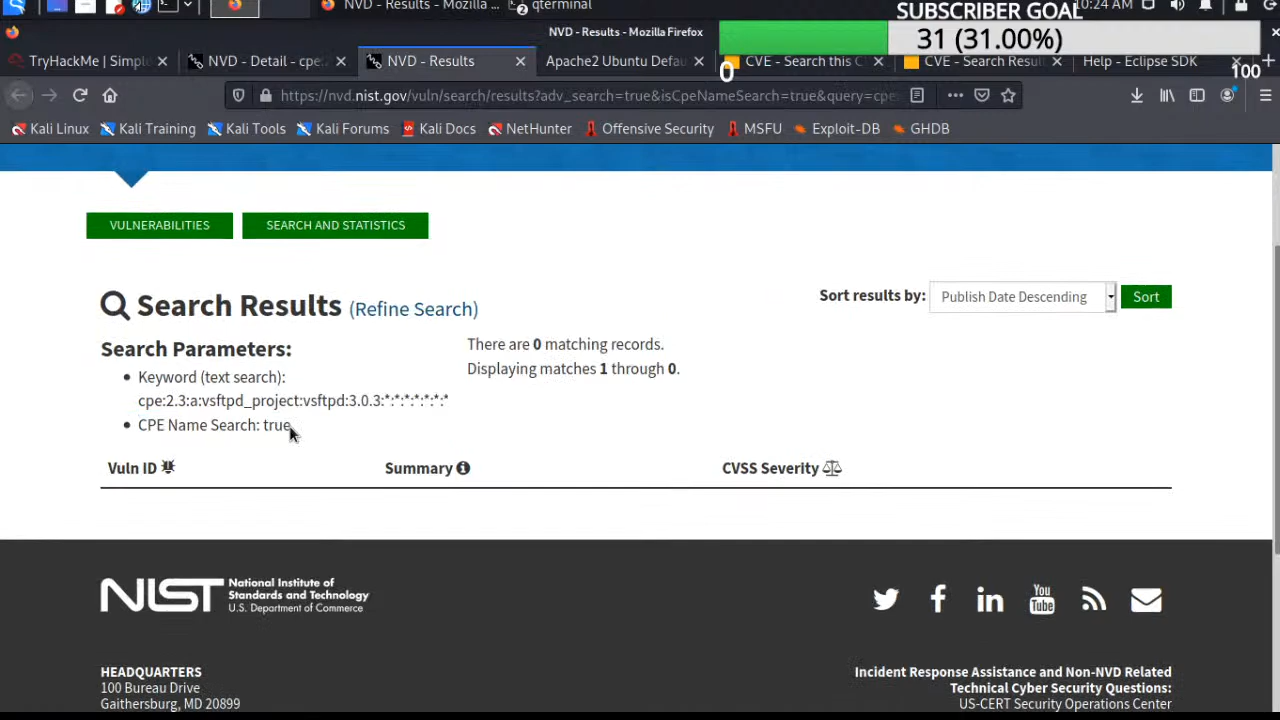 NVD - Results - Mozilla ...
2 qterminal
10:24 AM
SUBSCRIBER GOAL
31 (31.00%)
0
100
NVD - Results - Mozilla Firefox
TryHackMe | Simple
NVD - Detail - cpe:2
NVD - Results
Apache2 Ubuntu Defau
CVE - Search this C
CVE - Search Result
Help - Eclipse SDK
https://nvd.nist.gov/vuln/search/results?adv_search=true&isCpeNameSearch=true&query=cpe
Kali Linux
Kali Training
Kali Tools
Kali Forums
Kali Docs
NetHunter
Offensive Security
MSFU
Exploit-DB
GHDB
VULNERABILITIES
SEARCH AND STATISTICS
Search Results (Refine Search)
Sort results by:
Publish Date Descending
Sort
Search Parameters:
Keyword (text search):
cpe:2.3:a:vsftpd_project:vsftpd:3.0.3:*:*:*:*:*:*:*
CPE Name Search: true
There are 0 matching records.
Displaying matches 1 through 0.
Vuln ID
Summary
CVSS Severity
NIST
National Institute of
Standards and Technology
U.S. Department of Commerce
You
Tube
HEADQUARTERS
100 Bureau Drive
Gaithersburg, MD 20899
Incident Response Assistance and Non-NVD Related
Technical Cyber Security Questions:
US-CERT Security Operations Center